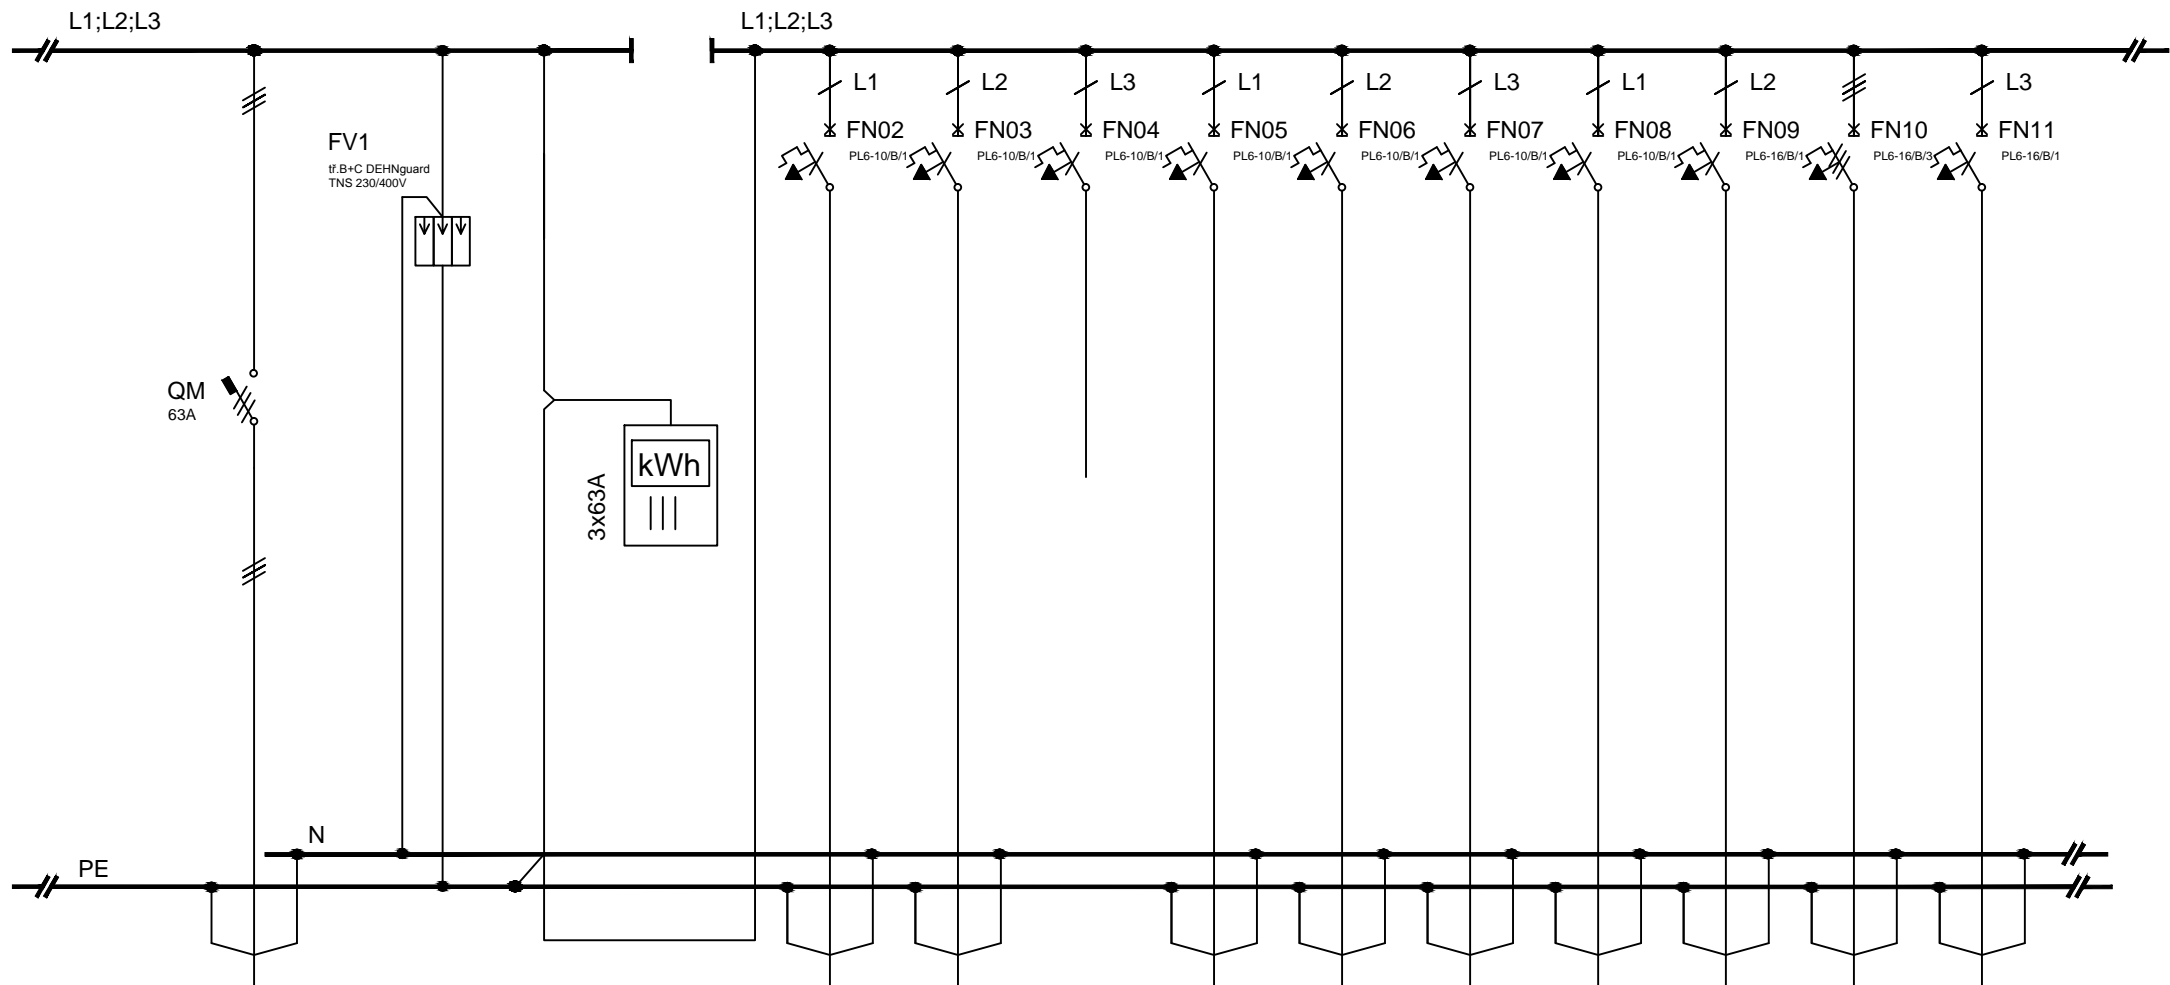 L1;L2;L3
L1;L2;L3
L1
L2
L3
L1
L2
L3
L1
L2
L3
FN02
FN03
FN04
FN05
FN06
FN07
FN08
FN09
FN10
FN11
PL6-10/B/1
PL6-10/B/1
PL6-10/B/1
PL6-10/B/1
PL6-10/B/1
PL6-10/B/1
PL6-10/B/1
PL6-16/B/1
PL6-16/B/3
PL6-16/B/1
FV1
tř.B+C DEHNguard
TNS 230/400V
QM
63A
kWh
3x63A
N
PE